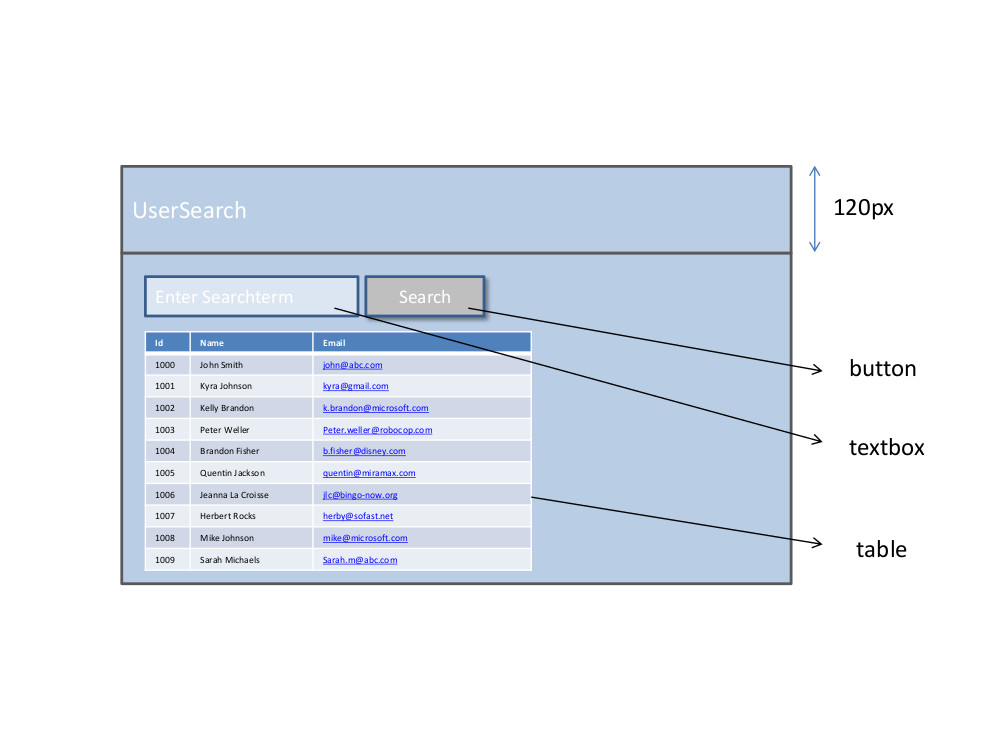 UserSearch
120px
Enter Searchterm
Search
Id Name Email
1000 John Smith john@abc.com
1001 Kyra Johnson kyra@gmail.com
1002 Kelly Brandon k.brandon@microsoft.com
1003 Peter Weller Peter.weller@robocop.com
1004 Brandon Fisher b.fisher@disney.com
1005 Quentin Jackson quentin@miramax.com
1006 Jeanna La Croisse jlc@bingo-now.org
1007 Herbert Rocks herby@sofast.net
1008 Mike Johnson mike@microsoft.com
1009 Sarah Michaels Sarah.m@abc.com
button
textbox
table